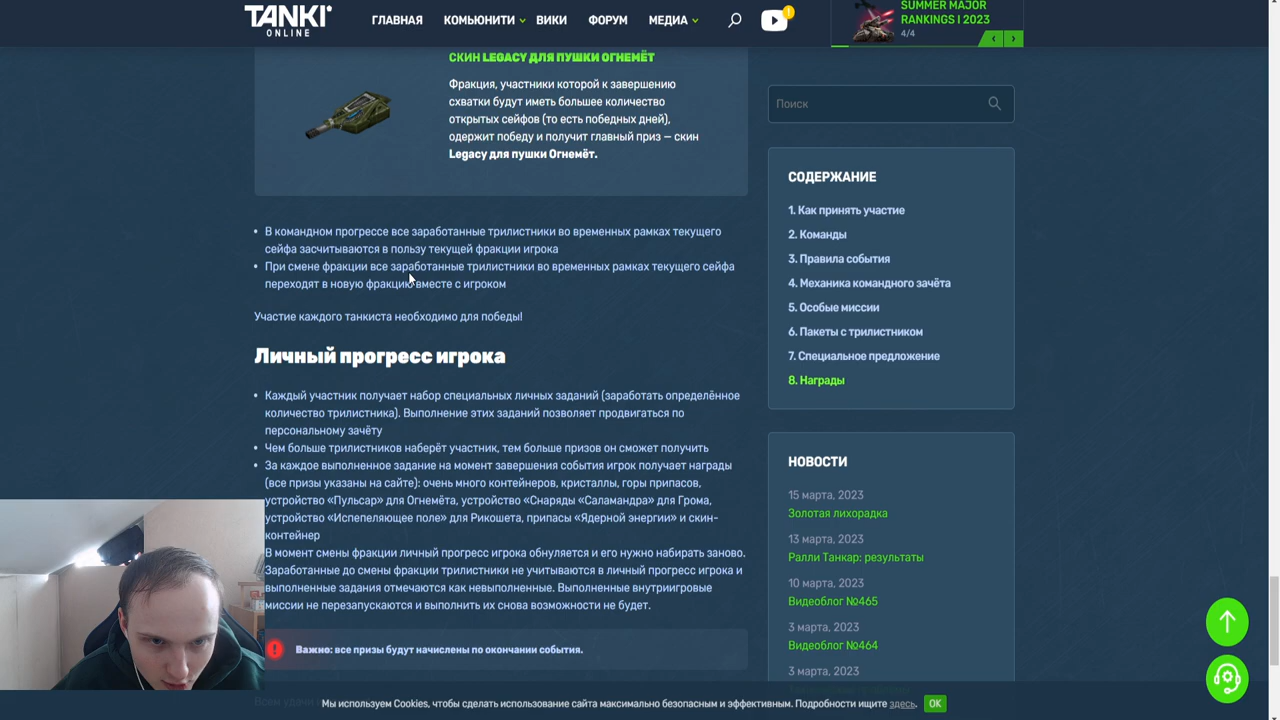 TANKI
ONLINE
ГЛАВНАЯ
КОМЬЮНИТИ
ВИКИ
ФОРУМ
МЕДИА
SUMMER MAJOR
RANKINGS I 2023
4/4
СКИН LEGACY ДЛЯ ПУШКИ ОГНЕМЁТ
Фракция, участники которой к завершению
схватки будут иметь большее количество
открытых сейфов (то есть победных дней),
одержит победу и получит главный приз — скин
Legacy для пушки Огнемёт.
• В командном прогрессе все заработанные трилистники во временных рамках текущего
сейфа засчитываются в пользу текущей фракции игрока
• При смене фракции все заработанные трилистники во временных рамках текущего сейфа
переходят в новую фракцию вместе с игроком
Участие каждого танкиста необходимо для победы!
Личный прогресс игрока
• Каждый участник получает набор специальных личных заданий (заработать определённое
количество трилистника). Выполнение этих заданий позволяет продвигаться по
персональному зачёту
• Чем больше трилистников наберёт участник, тем больше призов он сможет получить
• За каждое выполненное задание на момент завершения события игрок получает награды
(все призы указаны на сайте): очень много контейнеров, кристаллы, горы припасов,
устройство «Пульсар» для Огнемёта, устройство «Снаряды «Саламандра» для Грома,
устройство «Испепеляющее поле» для Рикошета, припасы «Ядерной энергии» и скин-
контейнер
В момент смены фракции личный прогресс игрока обнуляется и его нужно набирать заново.
Заработанные до смены фракции трилистники не учитываются в личный прогресс игрока и
выполненные задания отмечаются как невыполненные. Выполненные внутриигровые
миссии не перезапускаются и выполнить их снова возможности не будет.
! Важно: все призы будут начислены по окончании события.
Поиск
СОДЕРЖАНИЕ
1. Как принять участие
2. Команды
3. Правила события
4. Механика командного зачёта
5. Особые миссии
6. Пакеты с трилистником
7. Специальное предложение
8. Награды
НОВОСТИ
15 марта, 2023
Золотая лихорадка
13 марта, 2023
Ралли Танкар: результаты
10 марта, 2023
Видеоблог №465
3 марта, 2023
Видеоблог №464
3 марта, 2023
Мы используем Cookies, чтобы сделать использование сайта максимально безопасным и эффективным. Подробности ищите здесь.
OK